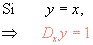 Si y = x,
⇒ Dₓy = 1